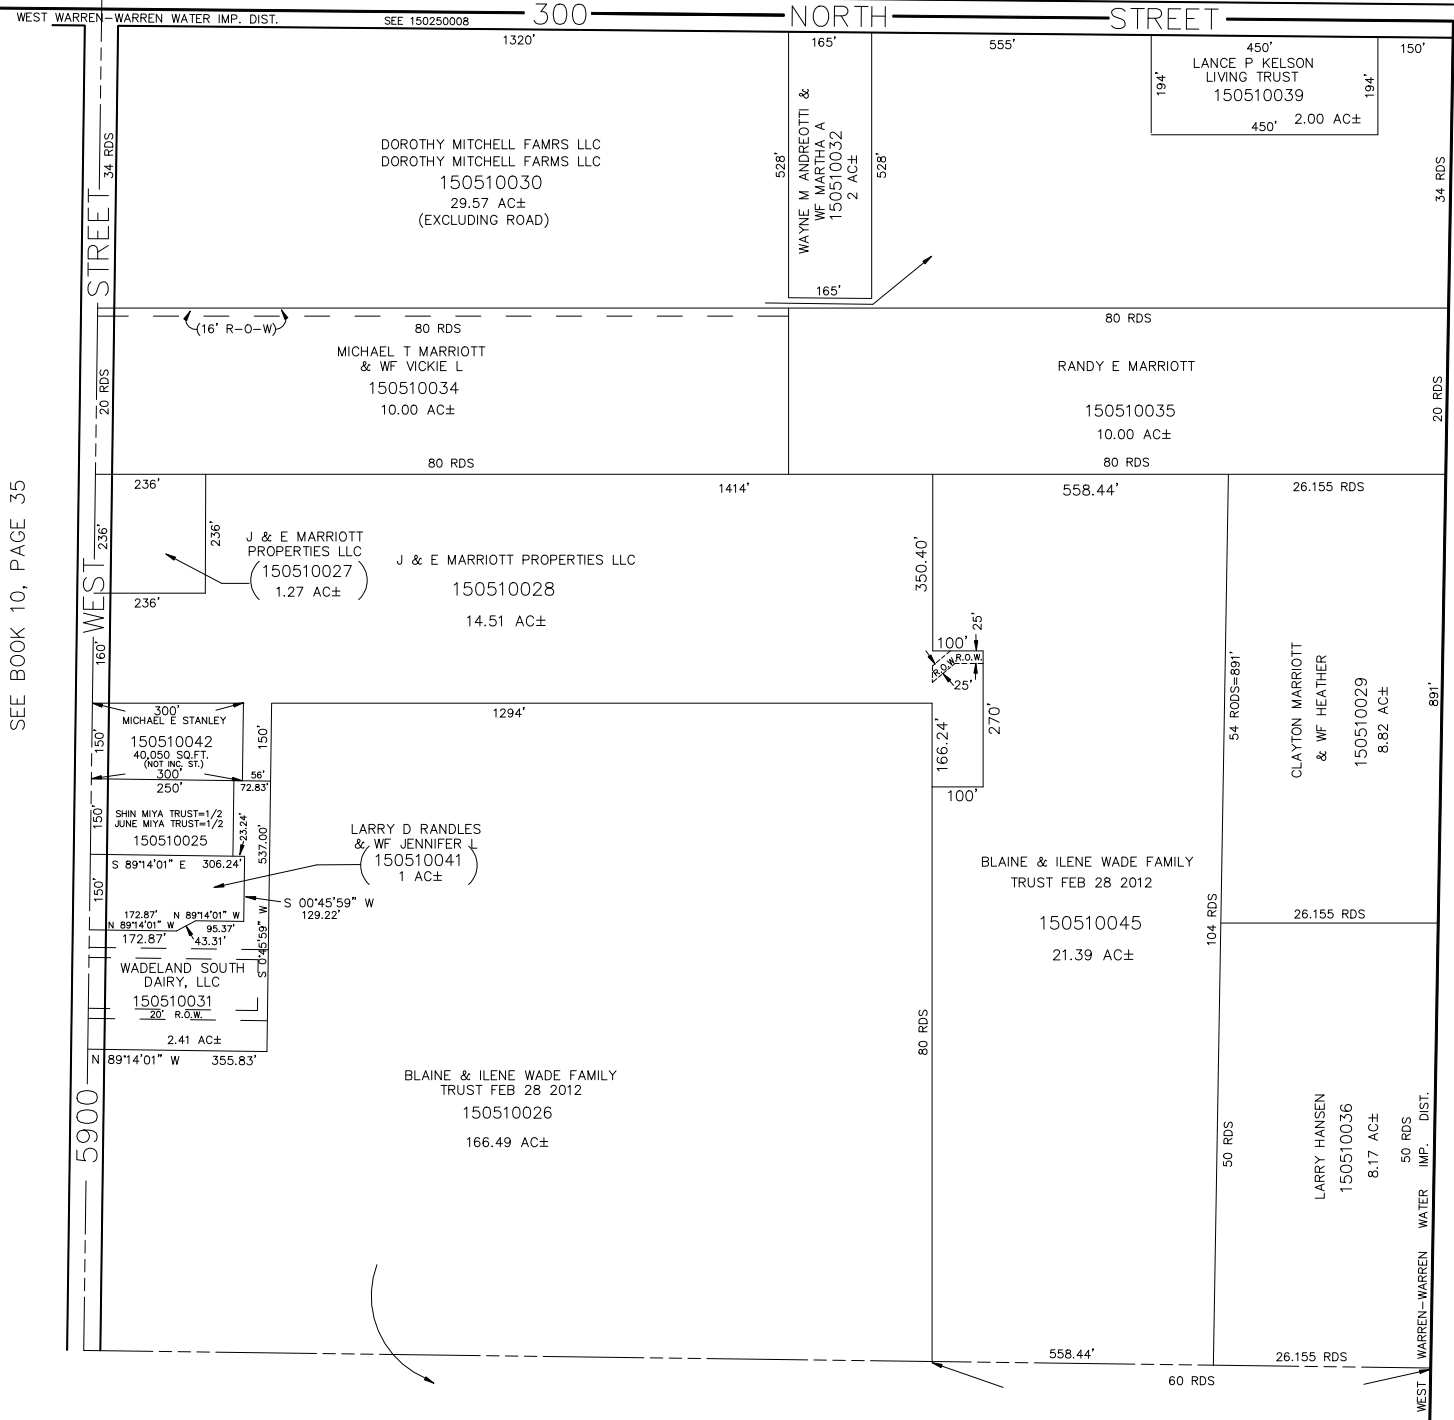 WEST WARREN-WARREN WATER IMP. DIST.
SEE 150250008
300 NORTH STREET
1320'
165'
555'
450'
150'
LANCE P KELSON
LIVING TRUST
150510039
2.00 AC±
194'
194'
450'
34 RDS
DOROTHY MITCHELL FAMRS LLC
DOROTHY MITCHELL FARMS LLC
150510030
29.57 AC±
(EXCLUDING ROAD)
528'
WAYNE M ANDREOTTI &
WF MARTHA A
150510032
2 AC±
528'
165'
34 RDS
(16' R-O-W)
80 RDS
80 RDS
MICHAEL T MARRIOTT
& WF VICKIE L
150510034
10.00 AC±
20 RDS
RANDY E MARRIOTT
150510035
10.00 AC±
20 RDS
80 RDS
80 RDS
SEE BOOK 10, PAGE 35
5900 WEST STREET
236'
236'
236'
236'
1414'
558.44'
26.155 RDS
J & E MARRIOTT
PROPERTIES LLC
150510027
1.27 AC±
J & E MARRIOTT PROPERTIES LLC
150510028
14.51 AC±
350.40'
160'
100'
25'
R.O.W.
R.O.W.
25'
270'
166.24'
100'
54 RODS=891'
CLAYTON MARRIOTT
& WF HEATHER
150510029
8.82 AC±
891'
300'
MICHAEL E STANLEY
150510042
40,050 SQ.FT.
(NOT INC. ST.)
300'
150'
150'
1294'
56'
250'
72.83'
150'
SHIN MIYA TRUST=1/2
JUNE MIYA TRUST=1/2
150510025
23.24'
537.00'
S 89°14'01" E 306.24'
150'
LARRY D RANDLES
& WF JENNIFER L
150510041
1 AC±
S 00°45'59" W
129.22'
172.87' N 89°14'01" W
N 89°14'01" W 95.37'
172.87' 43.31'
S 0°45'59" W
WADELAND SOUTH
DAIRY, LLC
150510031
20' R.O.W.
2.41 AC±
N 89°14'01" W 355.83'
BLAINE & ILENE WADE FAMILY
TRUST FEB 28 2012
150510045
21.39 AC±
104 RDS
26.155 RDS
80 RDS
BLAINE & ILENE WADE FAMILY
TRUST FEB 28 2012
150510026
166.49 AC±
50 RDS
LARRY HANSEN
150510036
8.17 AC±
50 RDS
WEST WARREN-WARREN WATER IMP. DIST.
558.44'
26.155 RDS
60 RDS